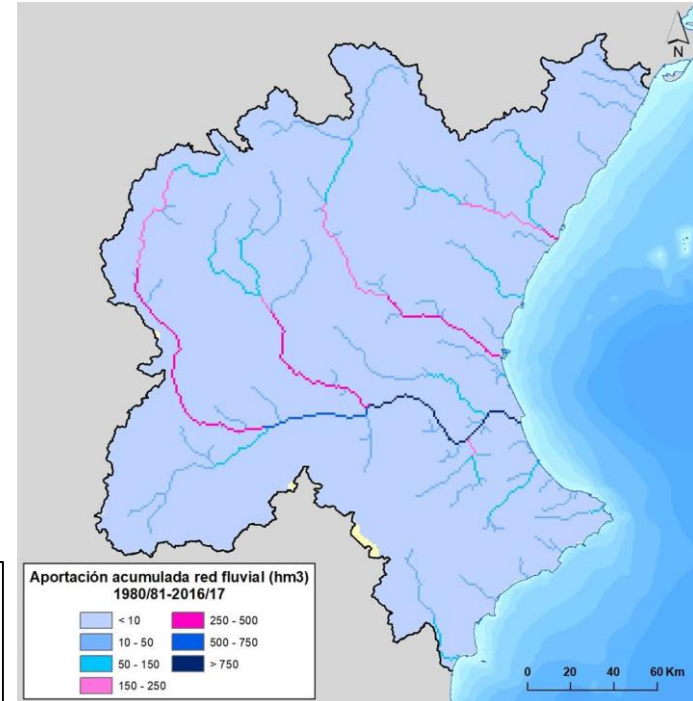 N
Aportación acumulada red fluvial (hm3)
1980/81-2016/17
< 10
10 - 50
50 - 150
150 - 250
250 - 500
500 - 750
> 750
0 20 40 60 Km